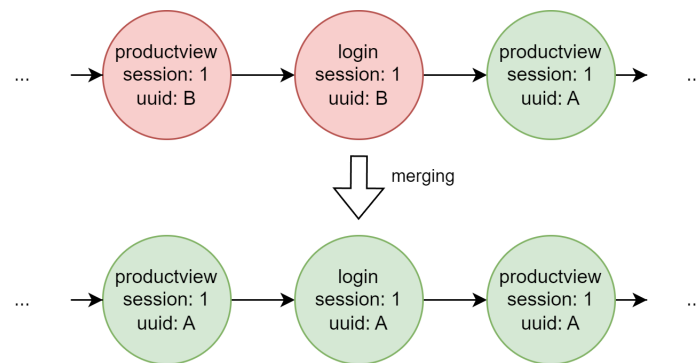 ... productview login productview ..
session: 1 session: 1 session: 1
uuid: B uuid: B uuid: A
merging
productview login productview
session: 1 session: 1 session: 1
... uuid: A uuid: A uuid: A ..